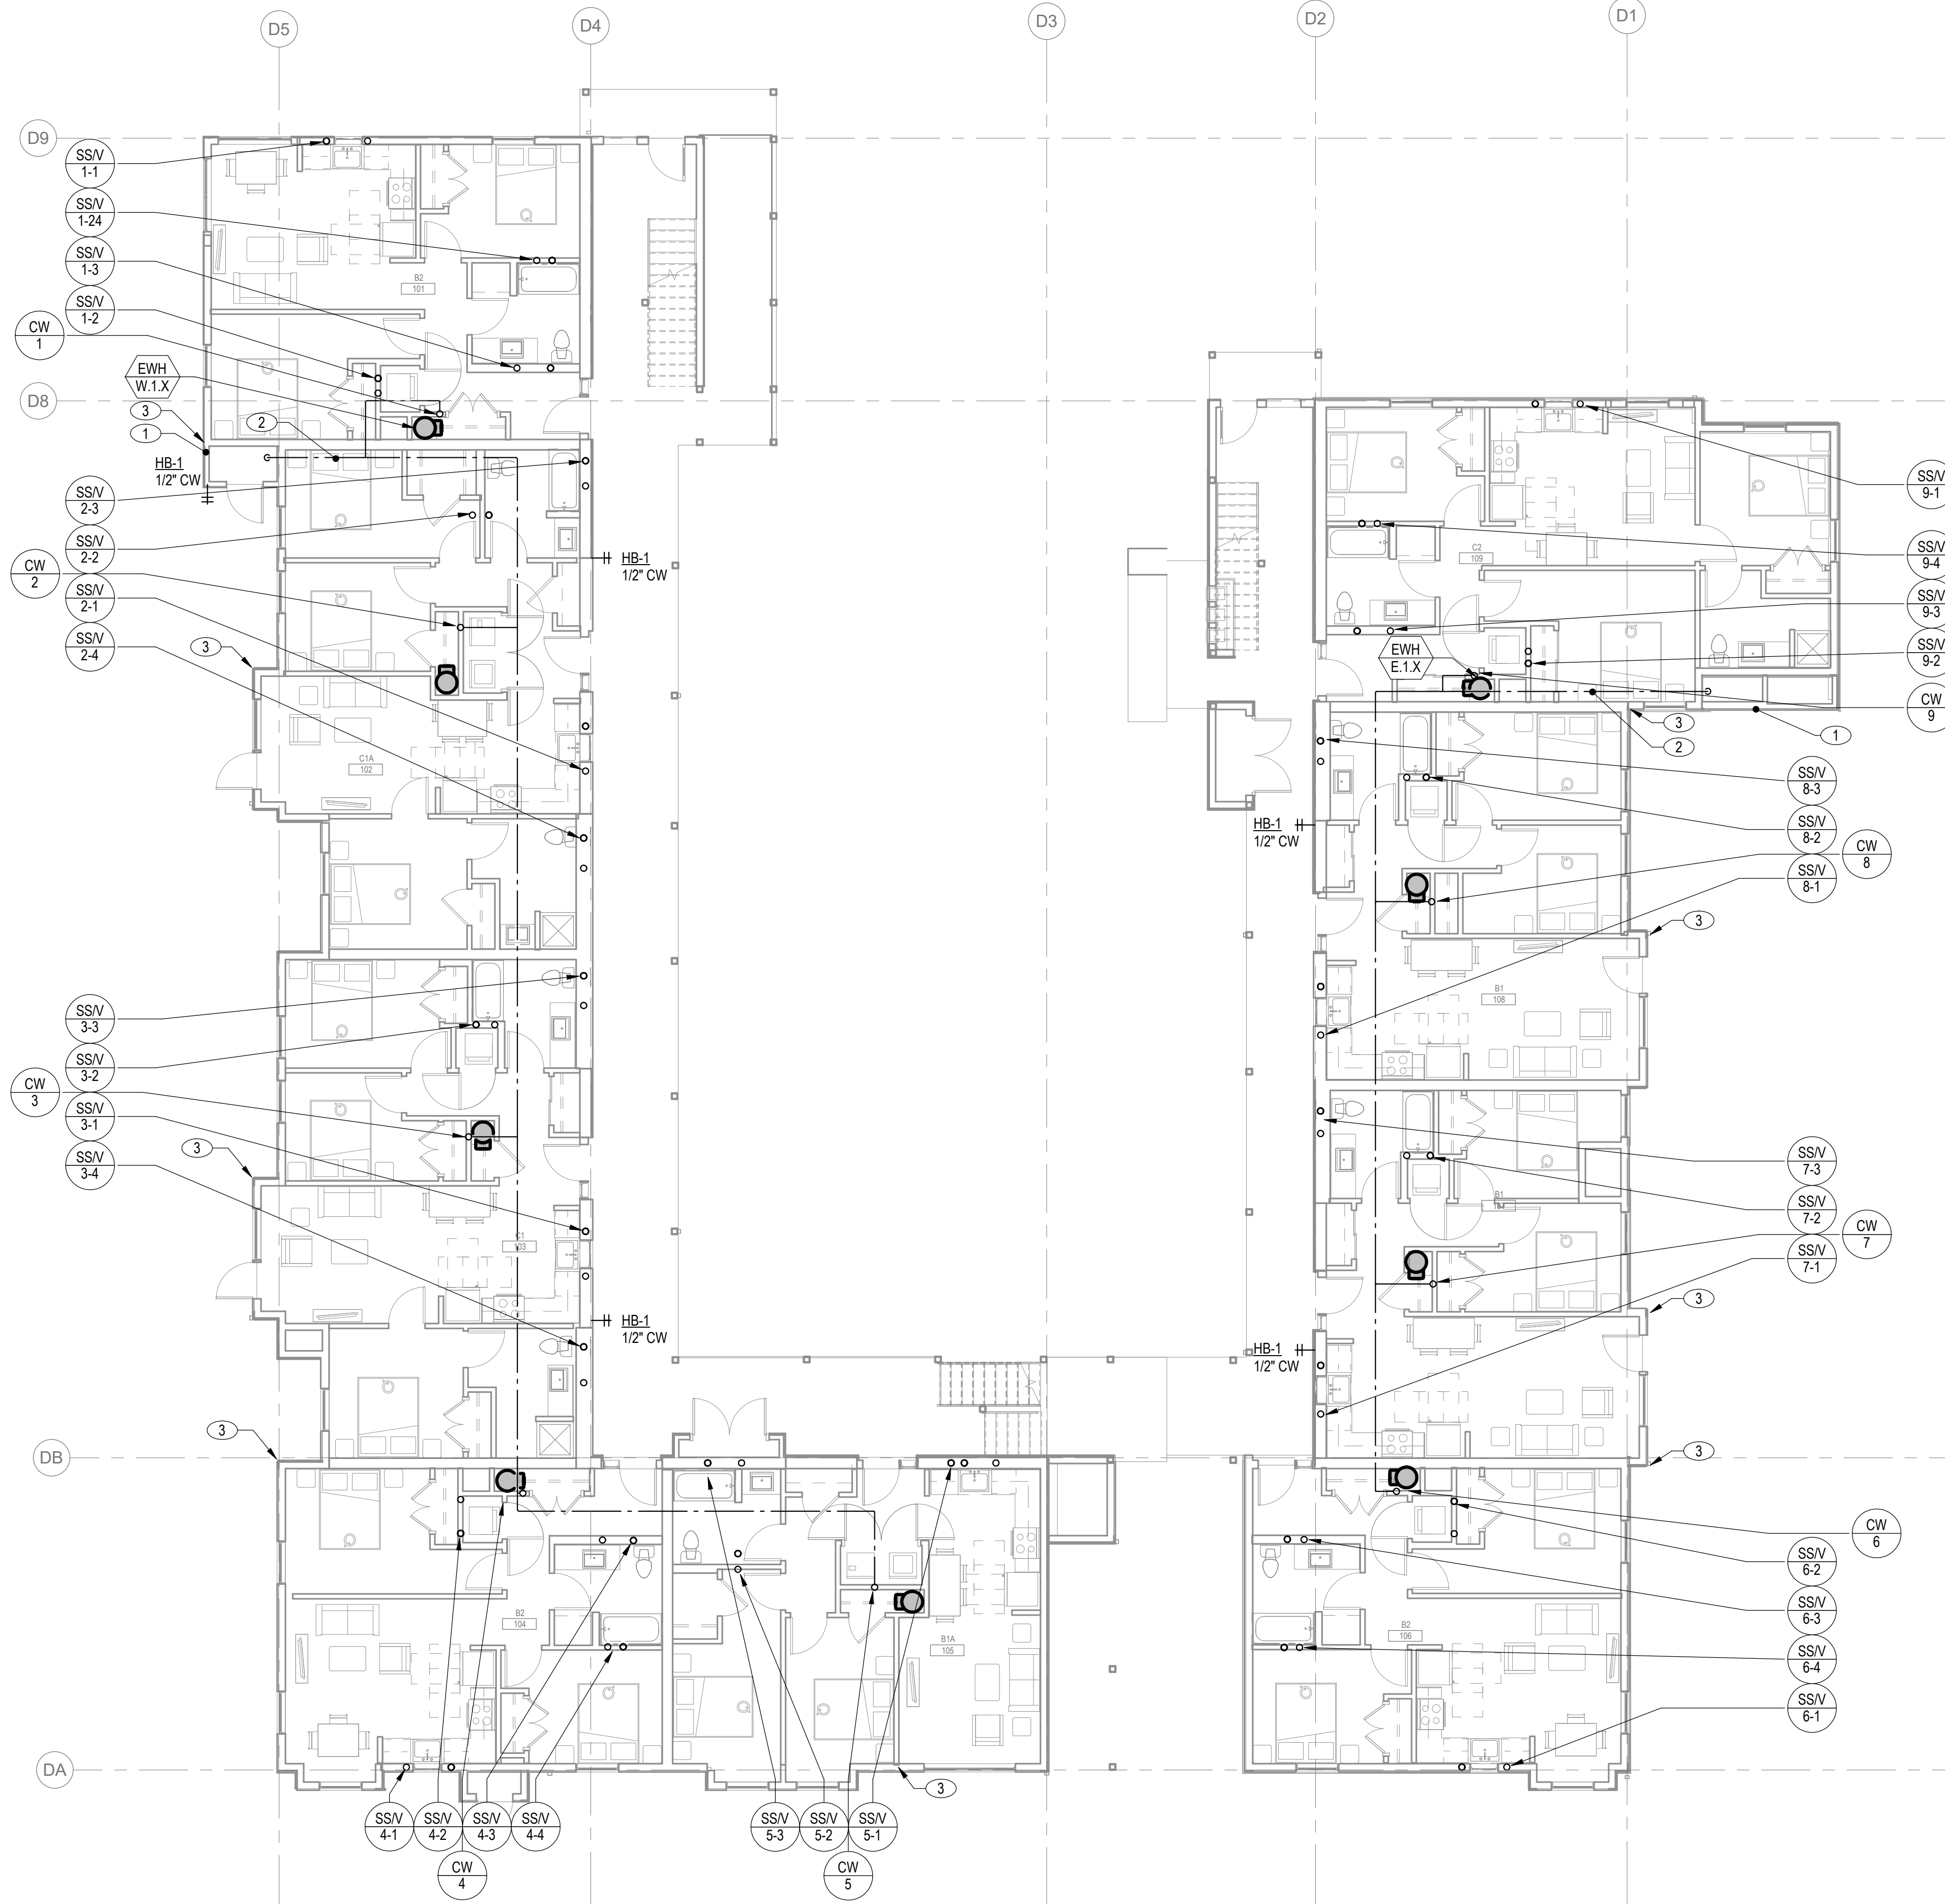 D5
D4
D3
D2
D1
D9
D8
DB
DA
SS/V
1-1
SS/V
1-24
SS/V
1-3
SS/V
1-2
CW
1
EWH
W.1.X
3
1
2
HB-1
1/2" CW
B2
101
SS/V
2-3
SS/V
2-2
CW
2
SS/V
2-1
SS/V
2-4
3
HB-1
1/2" CW
C1A
102
SS/V
3-3
SS/V
3-2
CW
3
SS/V
3-1
SS/V
3-4
3
C1
103
HB-1
1/2" CW
3
B2
104
SS/V
4-1
SS/V
4-2
SS/V
4-3
SS/V
4-4
CW
4
B1A
105
SS/V
5-3
SS/V
5-2
SS/V
5-1
CW
5
3
C2
109
EWH
E.1.X
SS/V
9-1
SS/V
9-4
SS/V
9-3
SS/V
9-2
CW
9
3
2
1
HB-1
1/2" CW
SS/V
8-3
SS/V
8-2
CW
8
SS/V
8-1
3
B1
108
SS/V
7-3
SS/V
7-2
CW
7
SS/V
7-1
B1
3
HB-1
1/2" CW
3
B2
106
CW
6
SS/V
6-2
SS/V
6-3
SS/V
6-4
SS/V
6-1